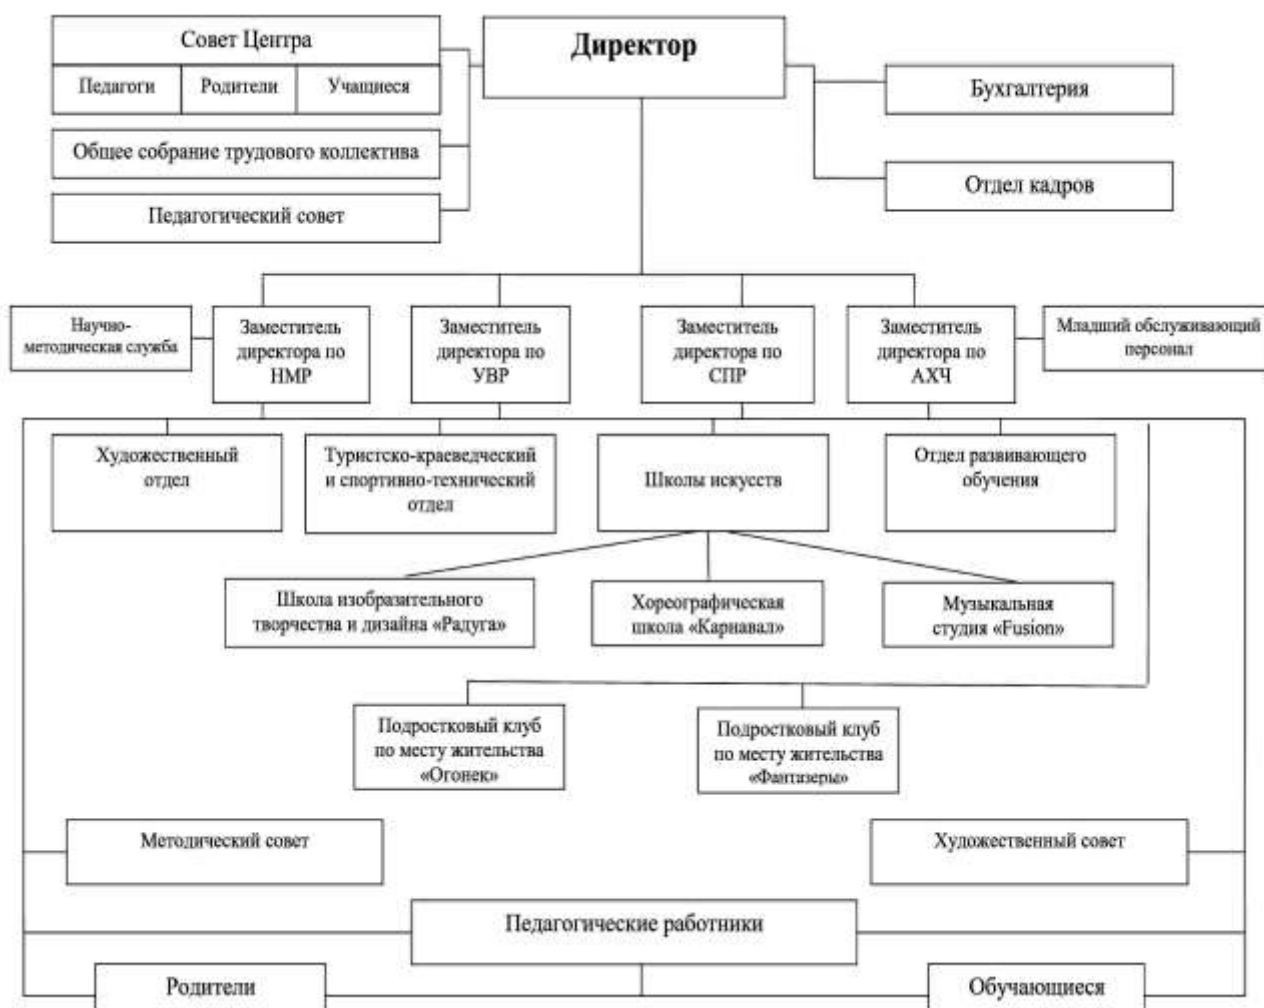 Совет Центра
Директор
Педагоги
Родители
Учащиеся
Бухгалтерия
Общее собрание трудового коллектива
Отдел кадров
Педагогический совет
Научно-
методическая служба
Заместитель
директора по
НМР
Заместитель
директора по
УВР
Заместитель
директора по
СПР
Заместитель
директора по
АХЧ
Младший обслуживающий
персонал
Художественный
отдел
Туристско-краеведческий
и спортивно-технический
отдел
Школы искусств
Отдел развивающего
обучения
Школа изобразительного
творчества и дизайна «Радуга»
Хореографическая
школа «Карнавал»
Музыкальная
студия «Fusion»
Подростковый клуб
по месту жительства
«Огонек»
Подростковый клуб
по месту жительства
«Фантазеры»
Методический совет
Художественный совет
Педагогические работники
Родители
Обучающиеся